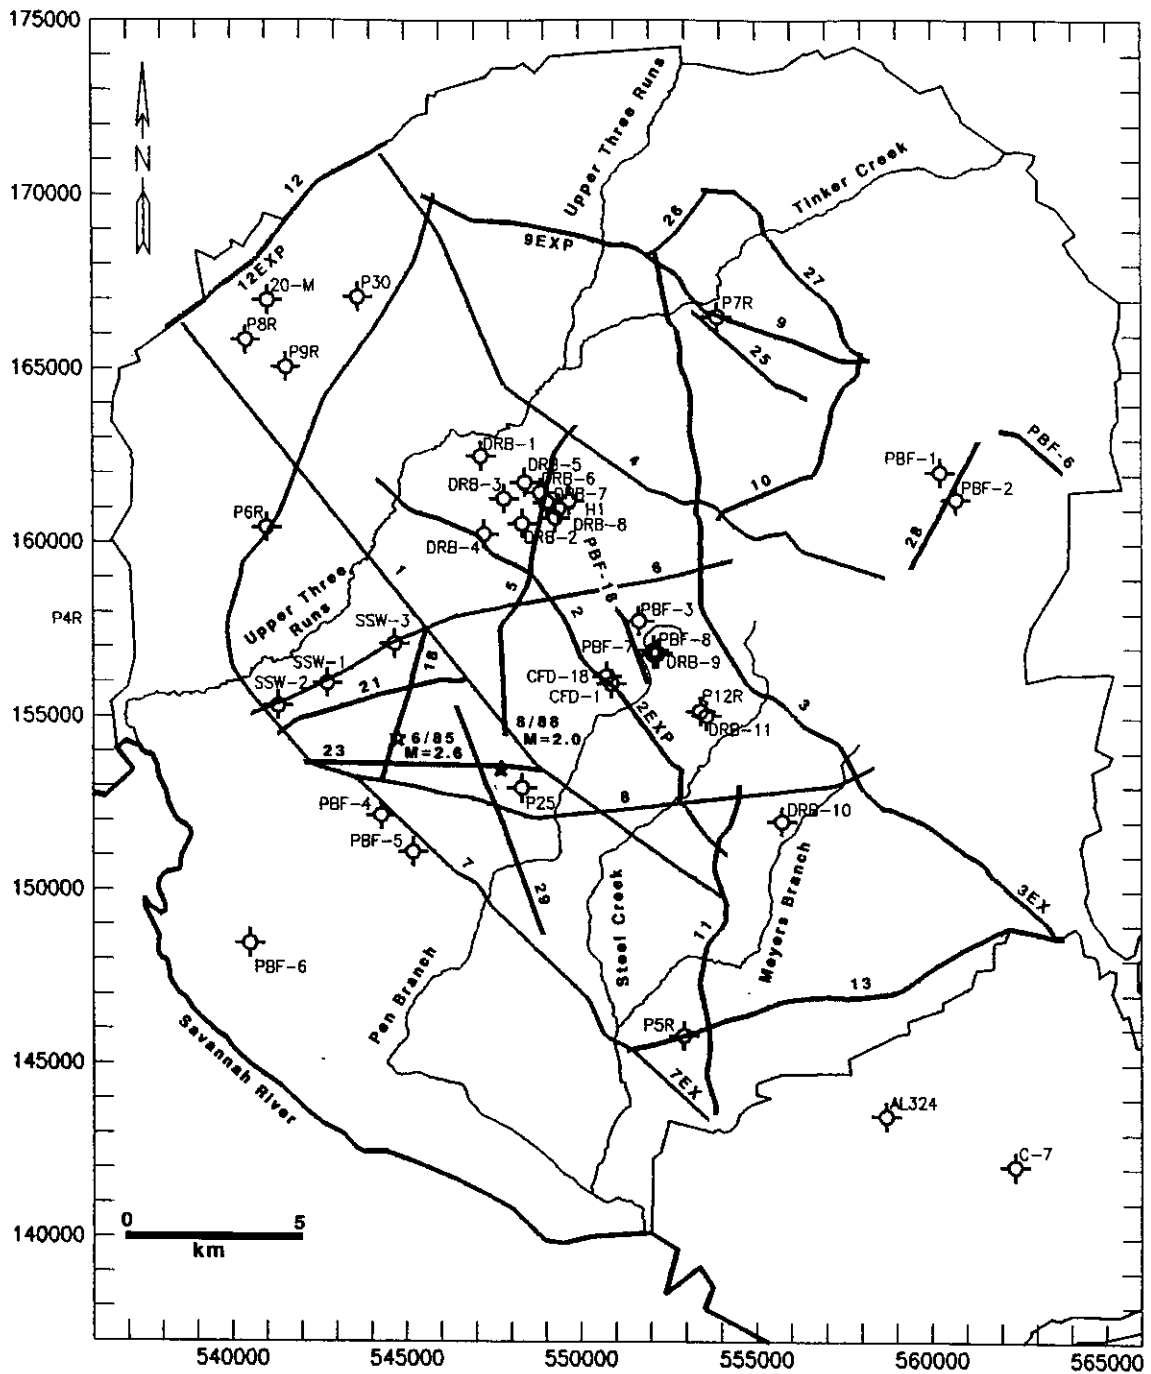 175000
170000
165000
160000
P4R
155000
150000
145000
140000
540000
545000
550000
555000
560000
565000
N
0 5
km
12
12EXP
20-M
P30
P8R
P9R
Upper Three Runs
Tinker Creek
9EXP
26
27
P7R
9
25
4
10
DRB-1
DRB-5
DRB-6
DRB-3
DRB-7
H1
DRB-8
DRB-2
DRB-4
P6R
PBF-1
PBF-2
PBF-6
28
1
5
6
2
PBF-18
Upper Three
Runs
SSW-3
SSW-1
SSW-2
18
21
PBF-3
PBF-8
PBF-7
DRB-9
CFD-18
CFD-1
P12R
DRB-11
2EXP
3
8/88
M=2.0
6/85
M=2.6
23
P25
8
DRB-10
PBF-4
PBF-5
7
29
Steel Creek
11
Meyers Branch
3EX
13
PBF-6
Pen Branch
P5R
7EX
Savannah River
AL324
C-7